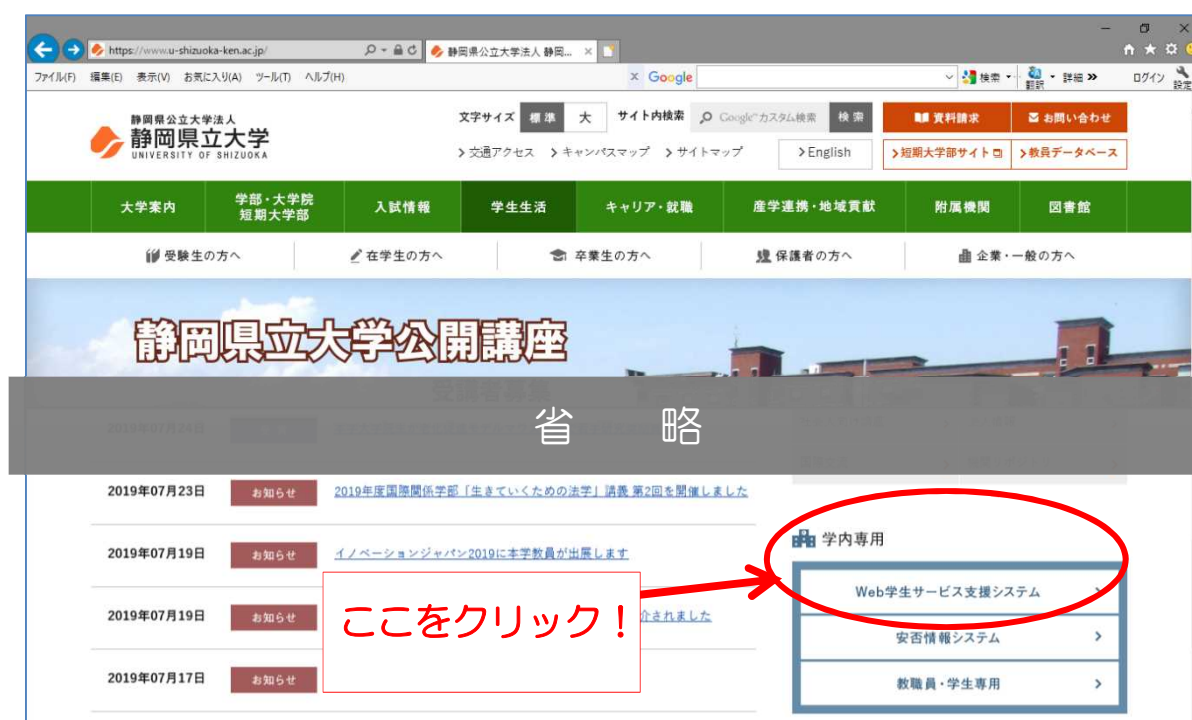 https://www.u-shizuoka-ken.ac.jp/
静岡県公立大学法人 静岡...
ファイル(F) 編集(E) 表示(V) お気に入り(A) ツール(T) ヘルプ(H)
x Google 検索 翻訳 詳細 >> ログイン 設定
静岡県公立大学法人
静岡県立大学
UNIVERSITY OF SHIZUOKA
文字サイズ 標準 大 サイト内検索 Google カスタム検索 検索
資料請求 お問い合わせ
>交通アクセス >キャンパスマップ >サイトマップ >English
>短期大学部サイト >教員データベース
大学案内 学部・大学院 短期大学部 入試情報 学生生活 キャリア・就職 産学連携・地域貢献 附属機関 図書館
受験生の方へ 在学生の方へ 卒業生の方へ 保護者の方へ 企業・一般の方へ
静岡県立大学公開講座
受講者募集
省 略
2019年07月23日 お知らせ 2019年度国際関係学部「生きていくための法学」講義 第2回を開催しました
学内専用
2019年07月19日 お知らせ イノベーションジャパン2019に本学教員が出展します
Web学生サービス支援システム
ここをクリック！
2019年07月19日 お知らせ 介されました
安否情報システム
2019年07月17日 お知らせ
教職員・学生専用